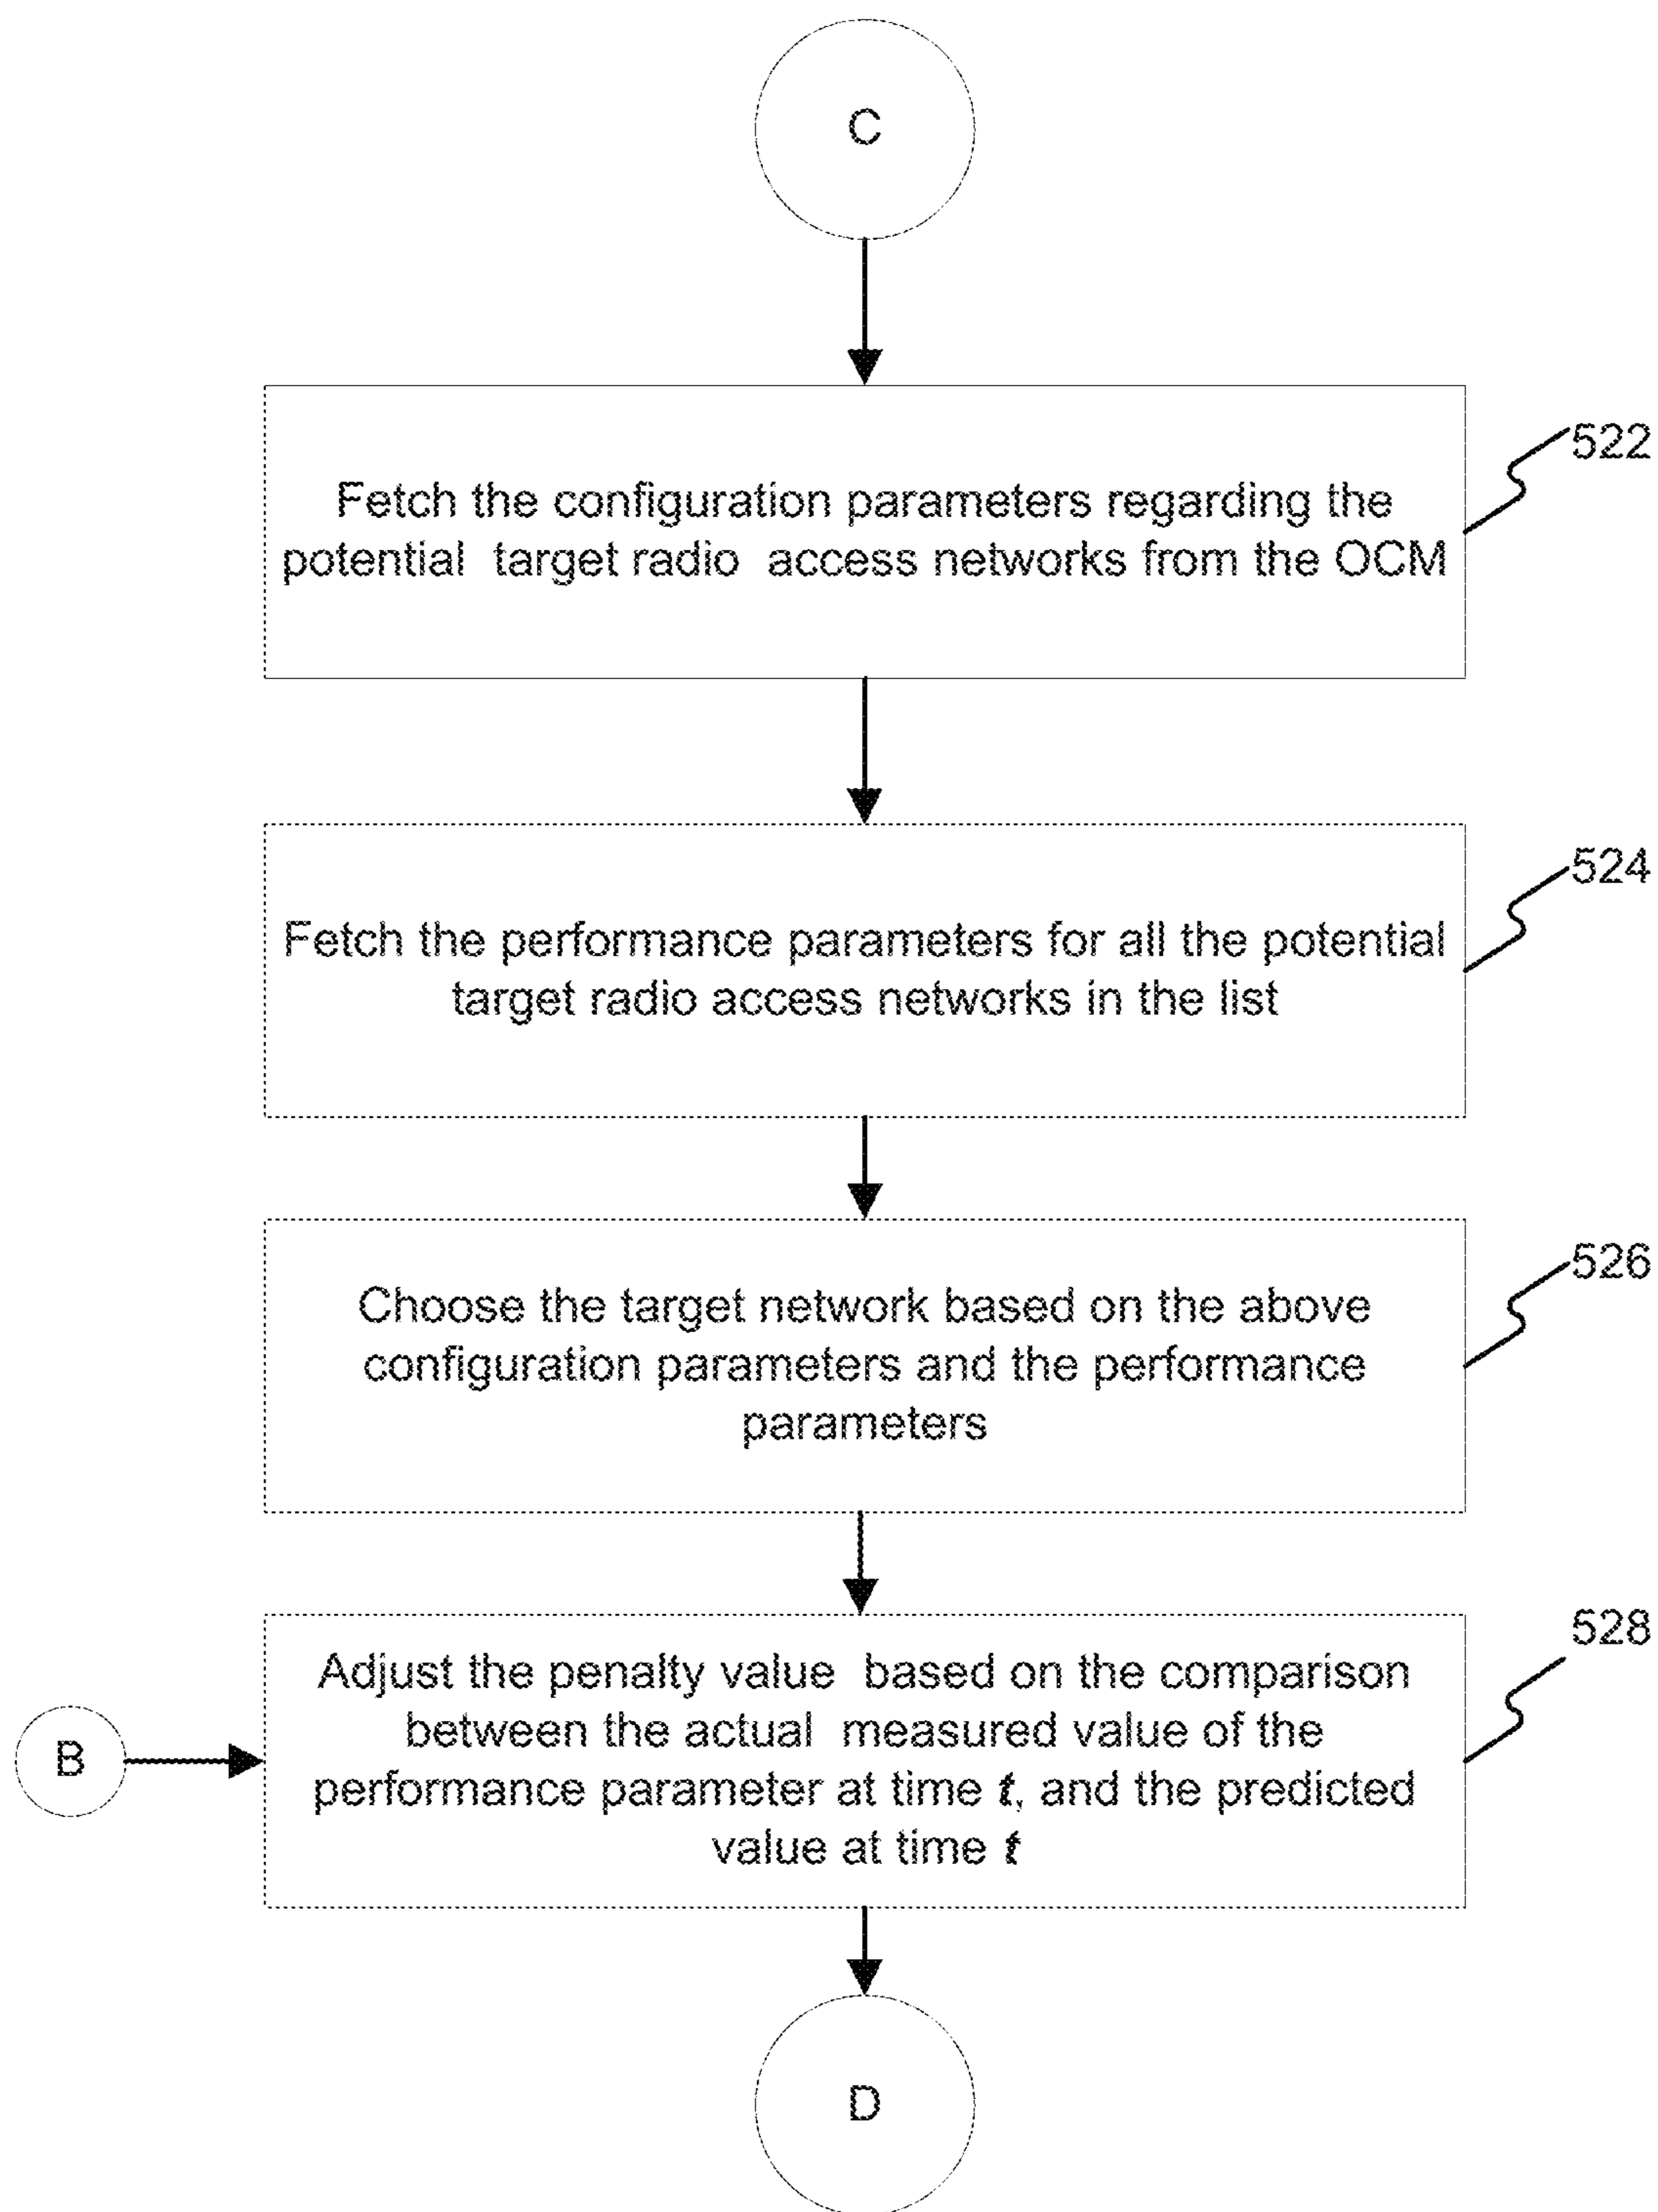 C
522
Fetch the configuration parameters regarding the
potential target radio access networks from the OCM
524
Fetch the performance parameters for all the potential
target radio access networks in the list
526
Choose the target network based on the above
configuration parameters and the performance
parameters
528
Adjust the penalty value based on the comparison
between the actual measured value of the
performance parameter at time t, and the predicted
value at time t
B
D